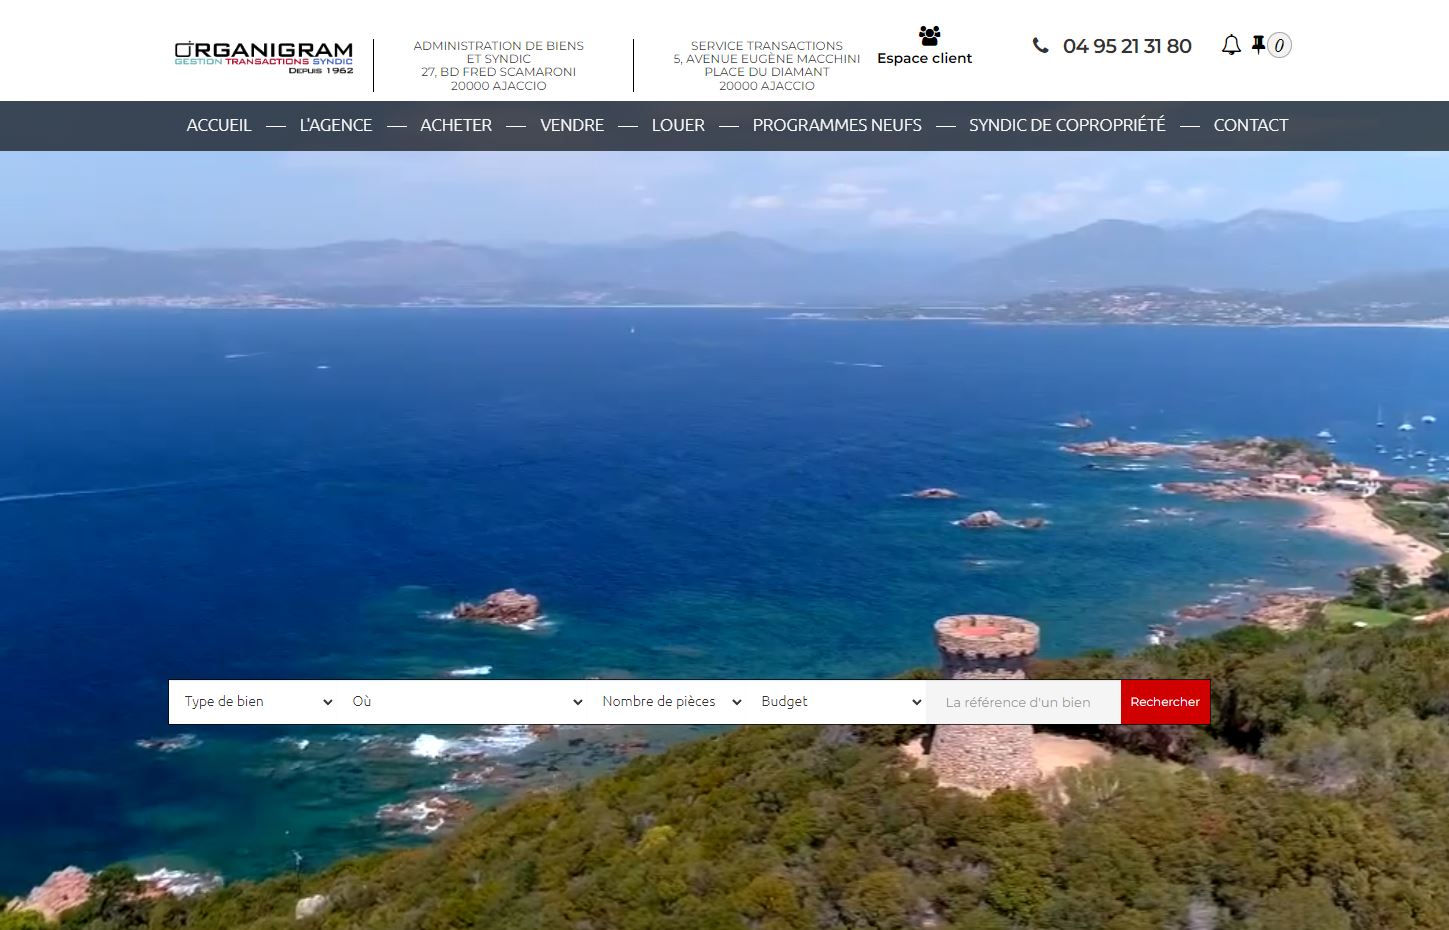 ORGANIGRAM
GESTION TRANSACTIONS SYNDIC
DEPUIS 1962
ADMINISTRATION DE BIENS
ET SYNDIC
27, BD FRED SCAMARONI
20000 AJACCIO
SERVICE TRANSACTIONS
5, AVENUE EUGÈNE MACCHINI
PLACE DU DIAMANT
20000 AJACCIO
Espace client
04 95 21 31 80
0
ACCUEIL — L'AGENCE — ACHETER — VENDRE — LOUER — PROGRAMMES NEUFS — SYNDIC DE COPROPRIÉTÉ — CONTACT
Type de bien Où Nombre de pièces Budget La référence d'un bien Rechercher